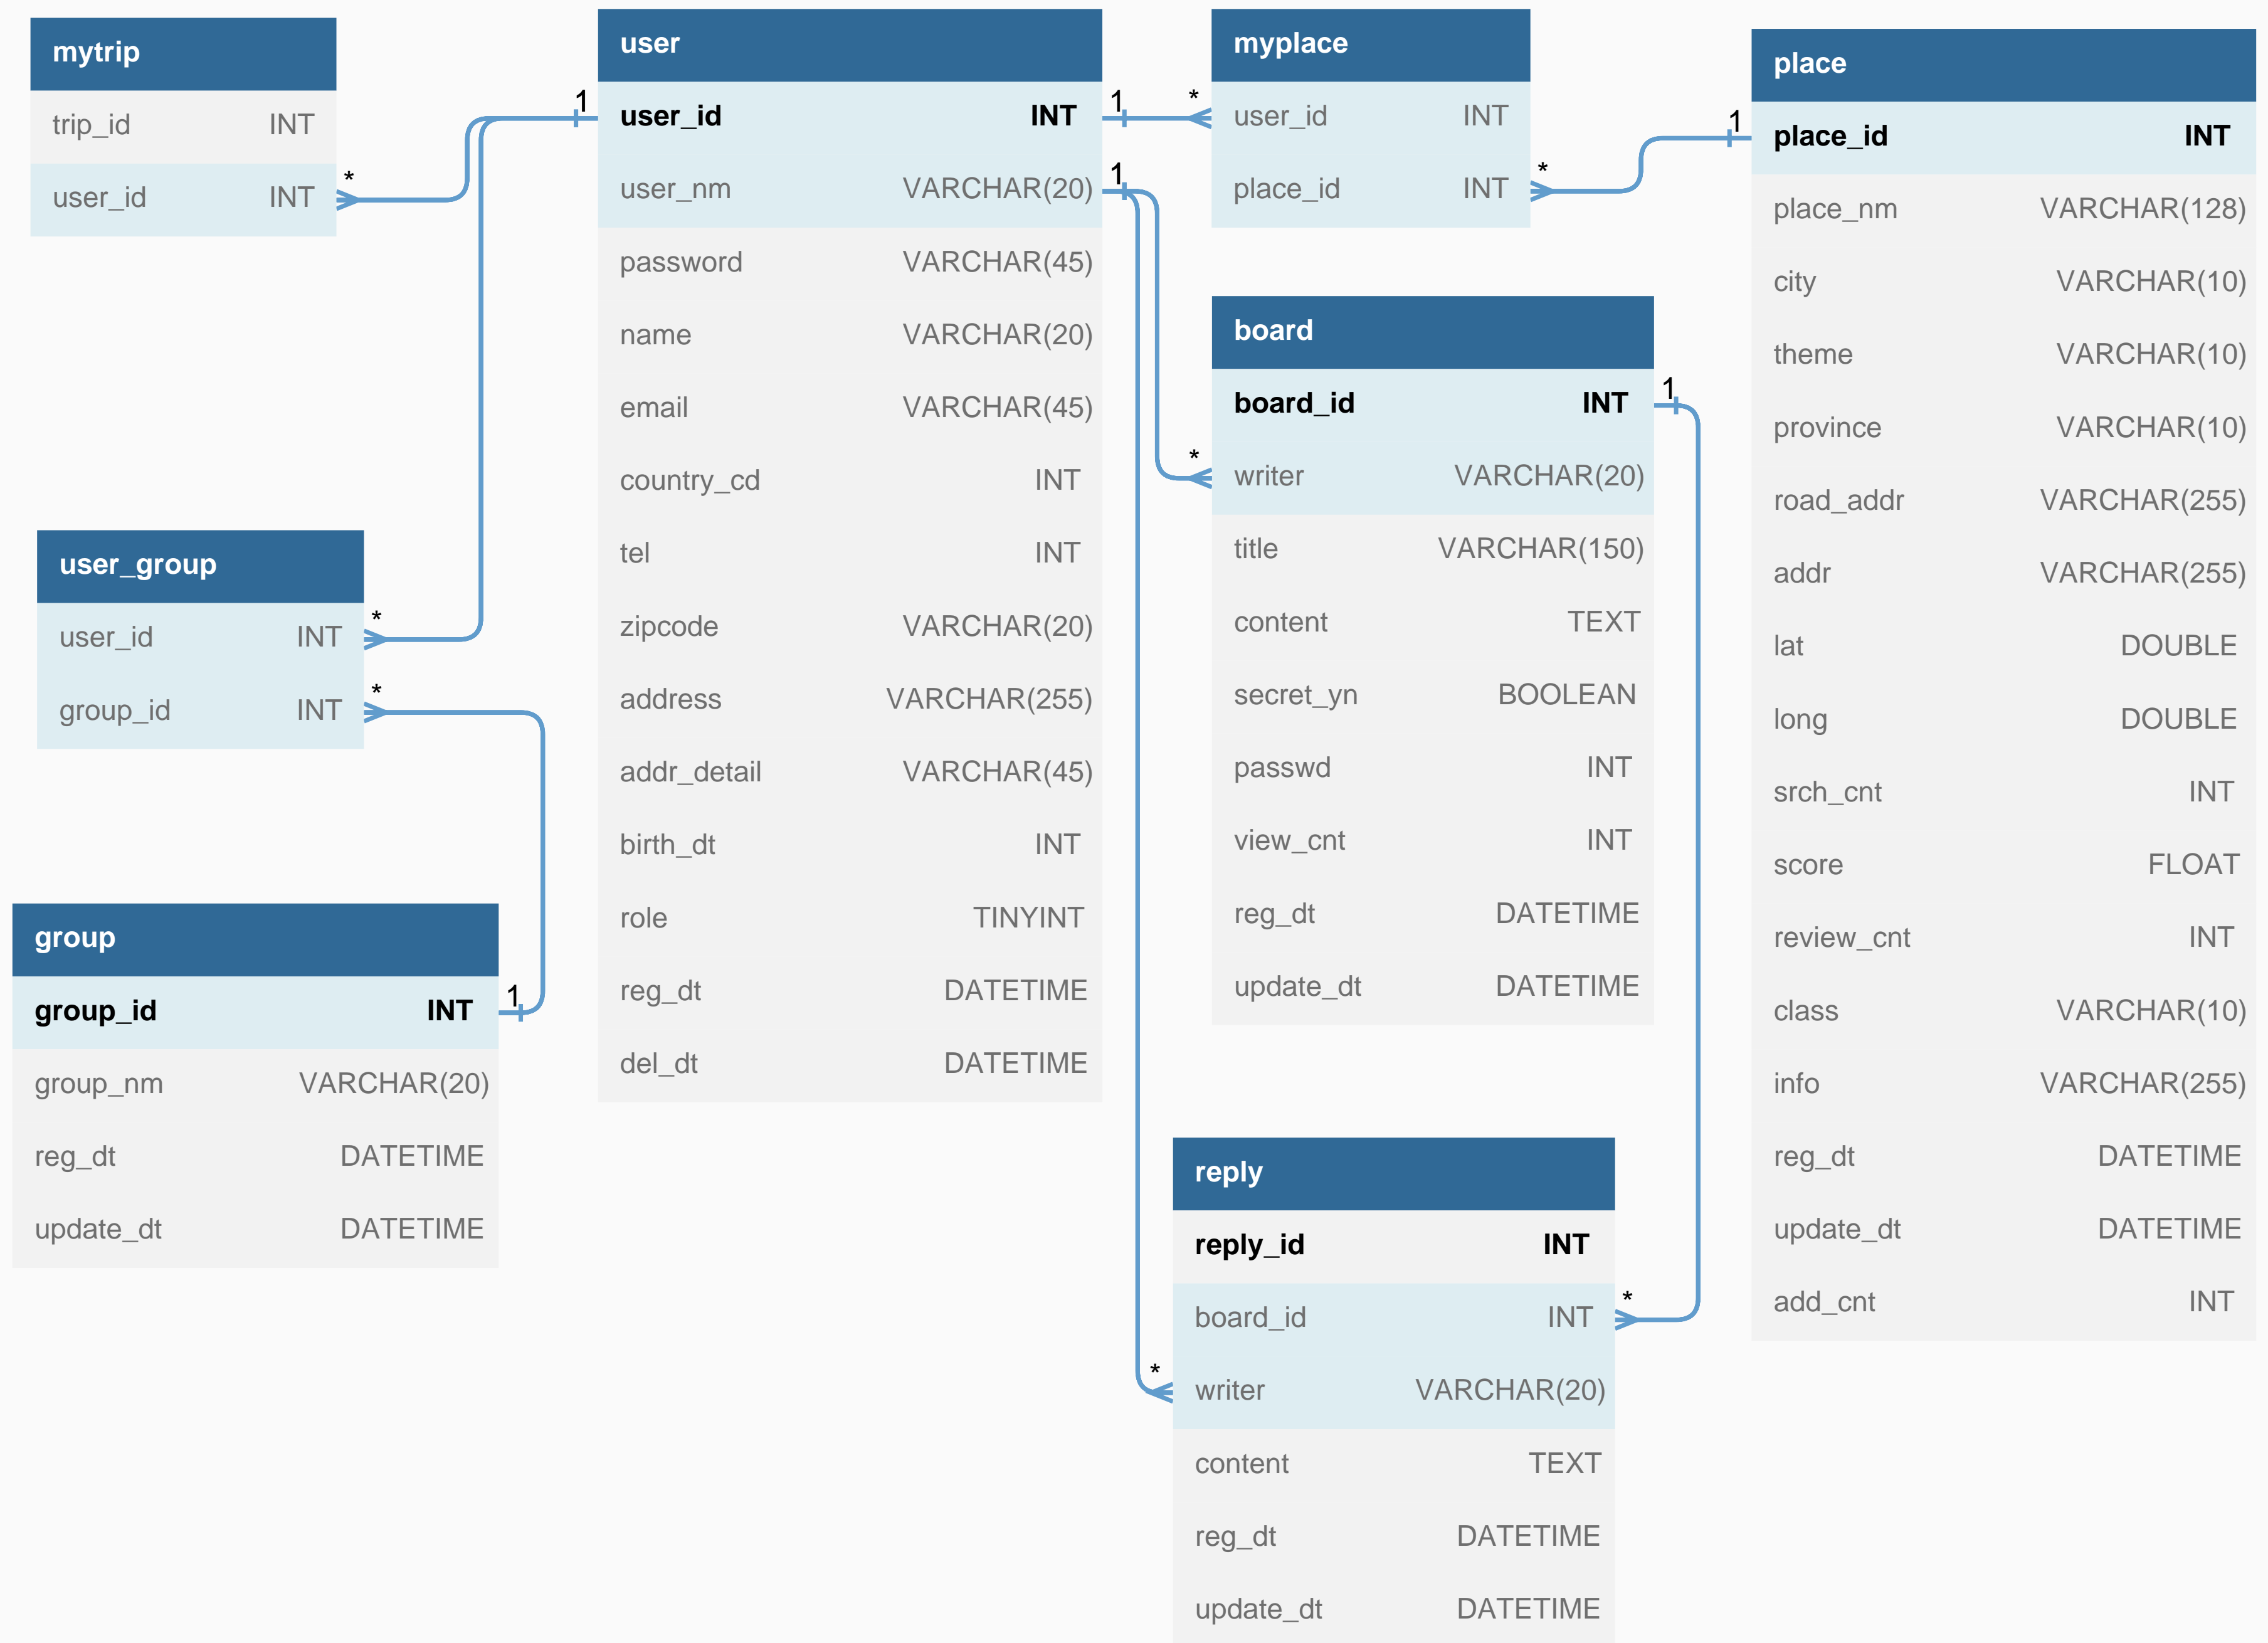 mytrip
trip_id INT
user_id INT
*
user
1 user_id INT 1
user_nm VARCHAR(20) 1
password VARCHAR(45)
name VARCHAR(20)
email VARCHAR(45)
country_cd INT
tel INT
zipcode VARCHAR(20)
address VARCHAR(255)
addr_detail VARCHAR(45)
birth_dt INT
role TINYINT
reg_dt DATETIME
del_dt DATETIME
myplace
* user_id INT
place_id INT *
place
1 place_id INT
place_nm VARCHAR(128)
city VARCHAR(10)
theme VARCHAR(10)
province VARCHAR(10)
road_addr VARCHAR(255)
addr VARCHAR(255)
lat DOUBLE
long DOUBLE
srch_cnt INT
score FLOAT
review_cnt INT
class VARCHAR(10)
info VARCHAR(255)
reg_dt DATETIME
update_dt DATETIME
add_cnt INT
board
board_id INT 1
* writer VARCHAR(20)
title VARCHAR(150)
content TEXT
secret_yn BOOLEAN
passwd INT
view_cnt INT
reg_dt DATETIME
update_dt DATETIME
user_group
user_id INT *
group_id INT *
group
group_id INT 1
group_nm VARCHAR(20)
reg_dt DATETIME
update_dt DATETIME
reply
reply_id INT
board_id INT *
* writer VARCHAR(20)
content TEXT
reg_dt DATETIME
update_dt DATETIME